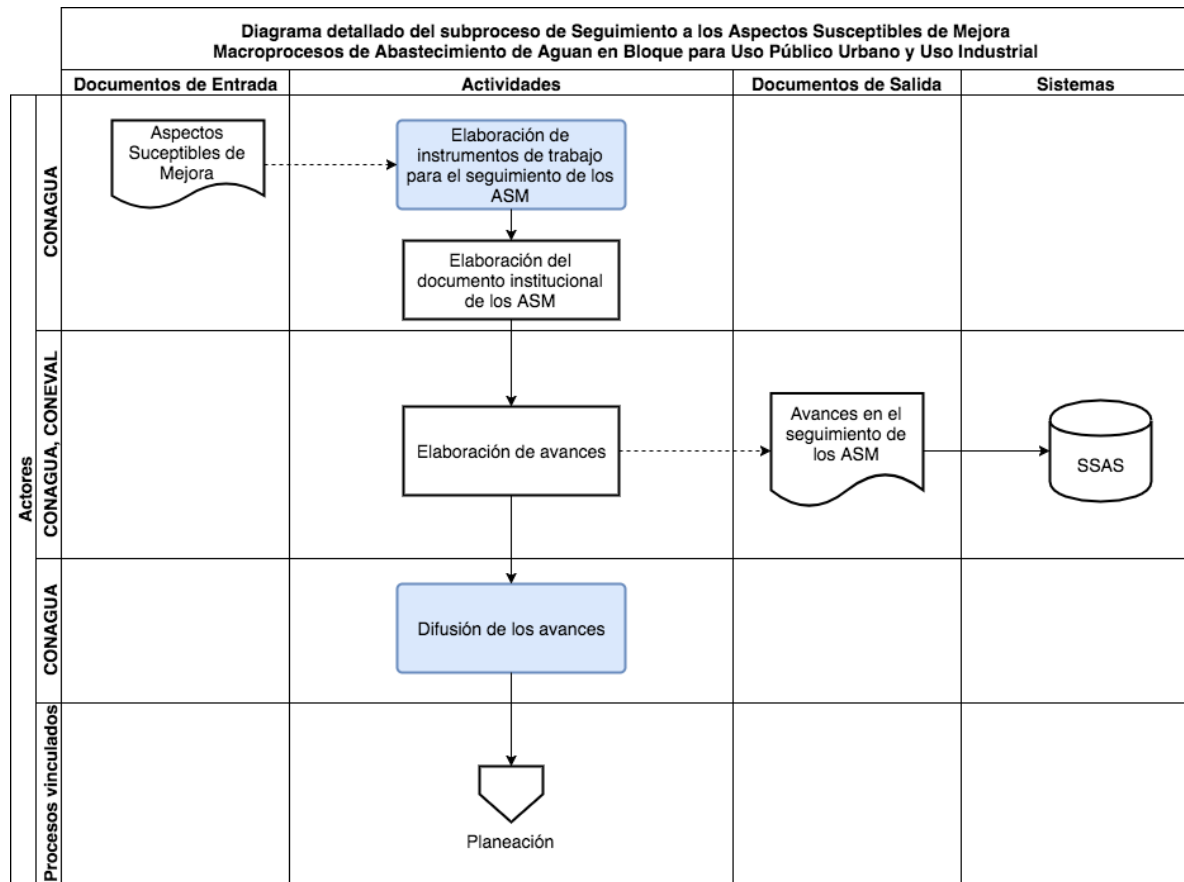 Diagrama detallado del subproceso de Seguimiento a los Aspectos Susceptibles de Mejora
Macroprocesos de Abastecimiento de Aguan en Bloque para Uso Público Urbano y Uso Industrial
Documentos de Entrada
Actividades
Documentos de Salida
Sistemas
Actores
CONAGUA
Aspectos
Suceptibles de
Mejora
Elaboración de
instrumentos de trabajo
para el seguimiento de los
ASM
Elaboración del
documento institucional
de los ASM
CONAGUA, CONEVAL
Elaboración de avances
Avances en el
seguimiento de
los ASM
SSAS
CONAGUA
Difusión de los avances
Procesos vinculados
Planeación